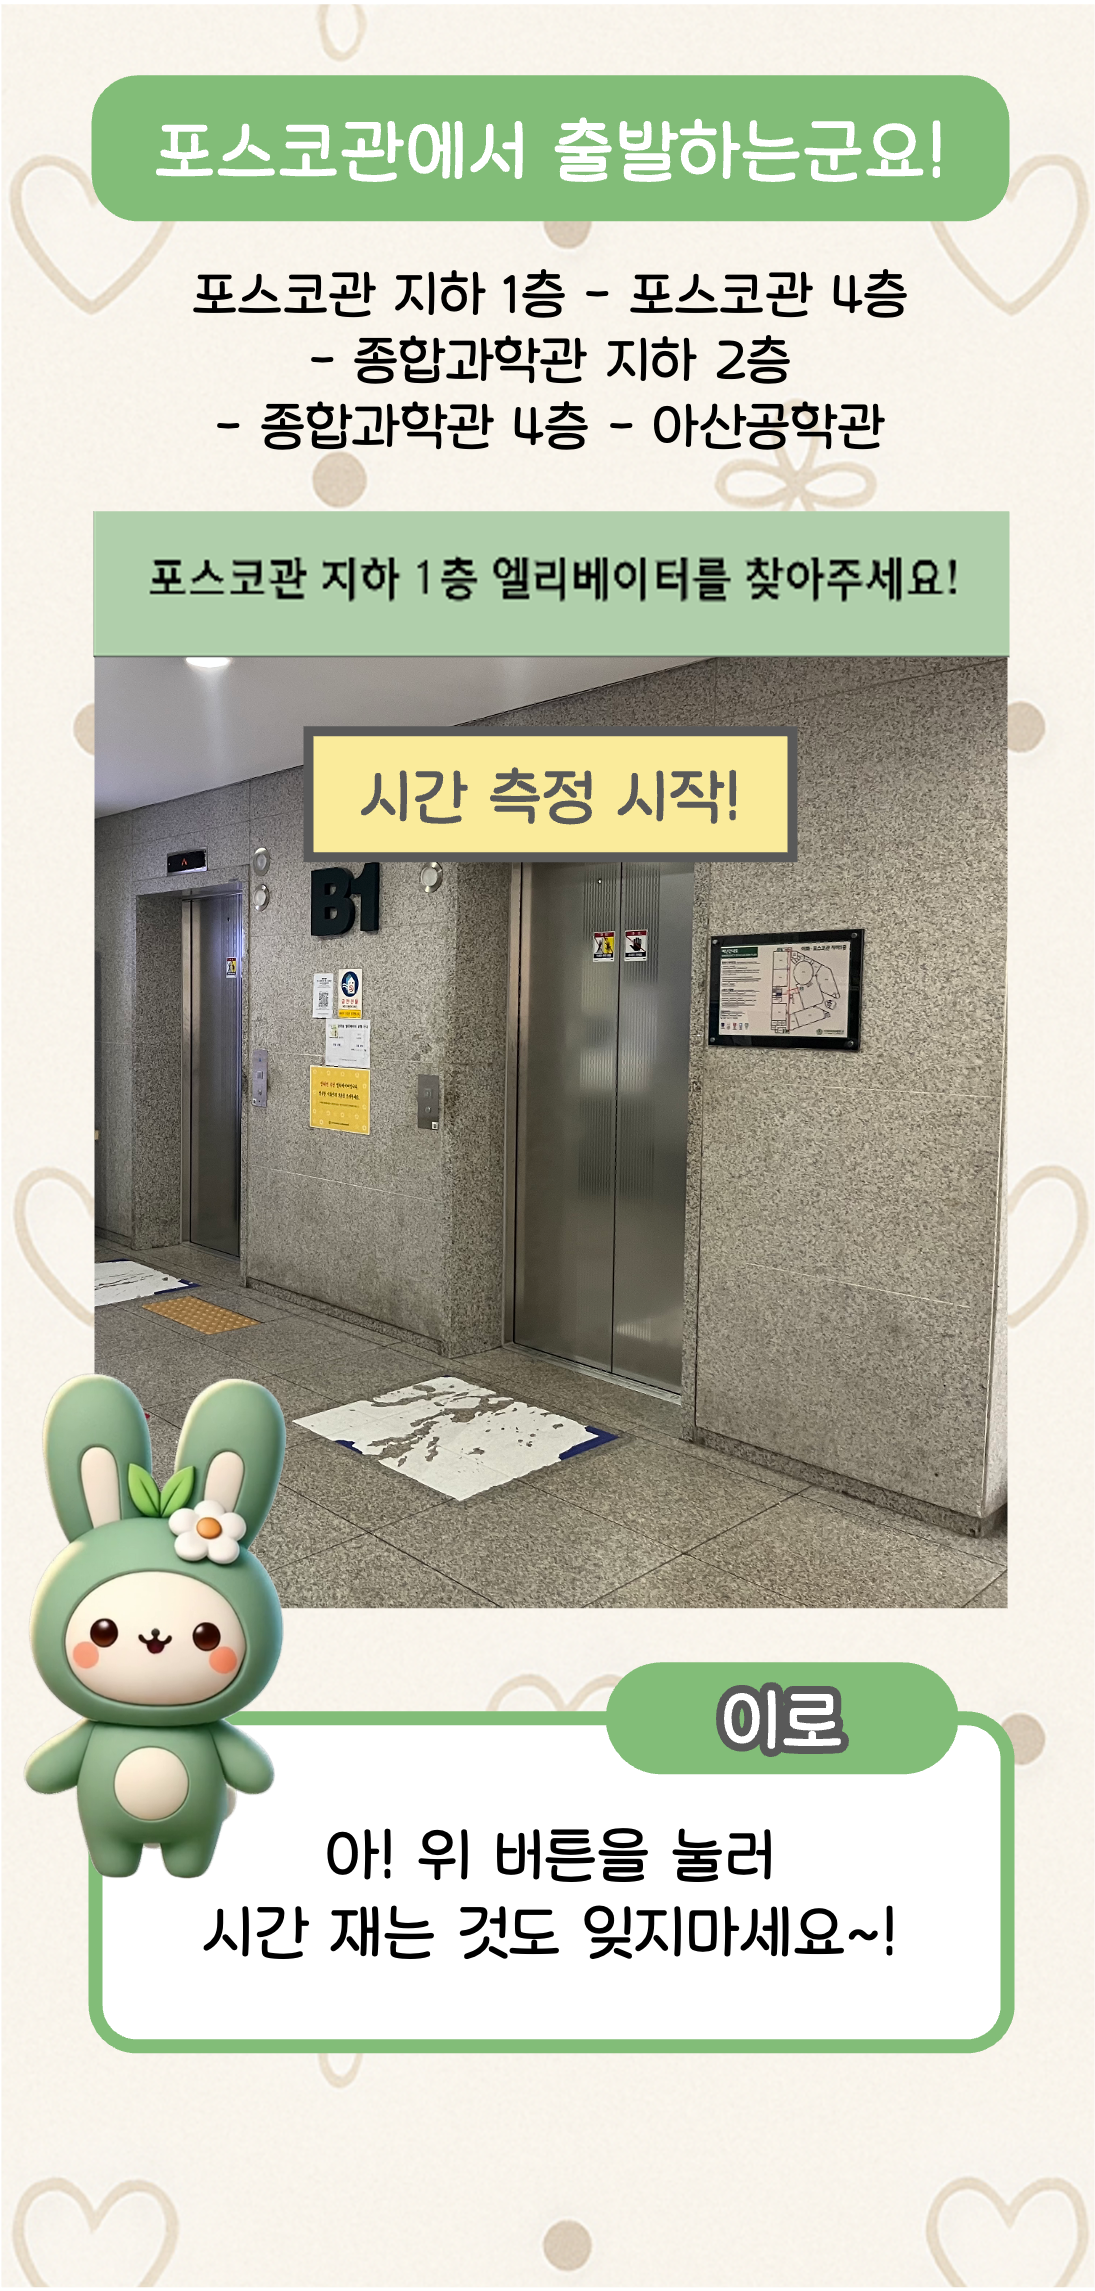 포스코관에서 출발하는군요!
포스코관 지하 1층 - 포스코관 4층
- 종합과학관 지하 2층
- 종합과학관 4층 - 아산공학관
포스코관 지하 1층 엘리베이터를 찾아주세요!
시간 측정 시작!
B1
이로
아! 위 버튼을 눌러
시간 재는 것도 잊지마세요~!